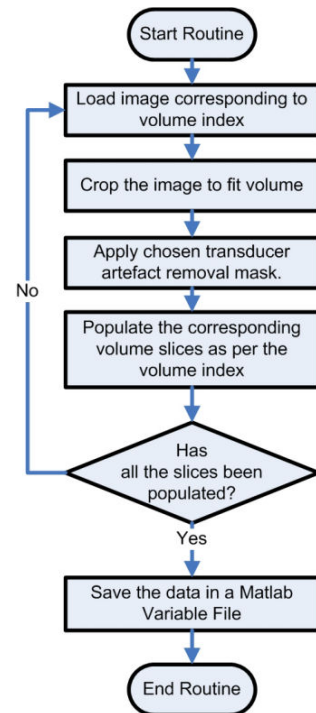 Start Routine
Load image corresponding to
volume index
Crop the image to fit volume
Apply chosen transducer
artefact removal mask.
No
Populate the corresponding
volume slices as per the
volume index
Has
all the slices been
populated?
Yes
Save the data in a Matlab
Variable File
End Routine